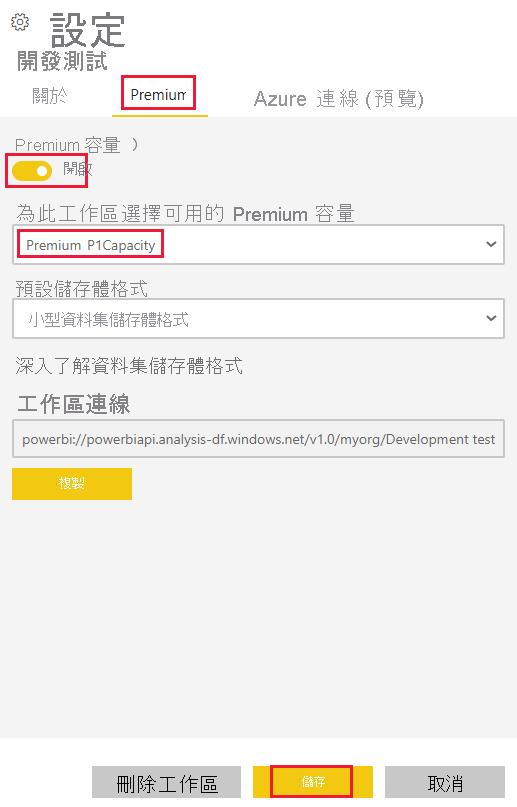 設定
開發測試
關於 Premium Azure 連線 (預覽)
Premium 容量 )
開啟
為此工作區選擇可用的 Premium 容量
Premium P1Capacity
預設儲存體格式
小型資料集儲存體格式
深入了解資料集儲存體格式
工作區連線
powerbi://powerbiapi.analysis-df.windows.net/v1.0/myorg/Development test
複製
刪除工作區 儲存 取消